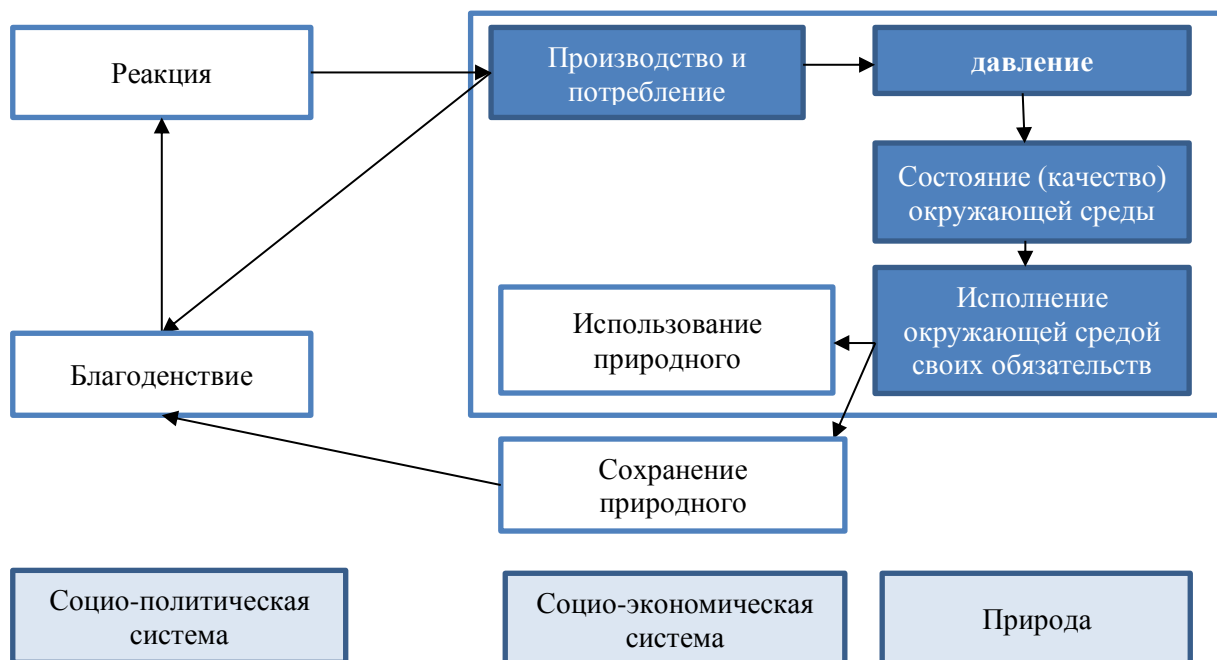 Реакция
Производство и
потребление
давление
Состояние (качество)
окружающей среды
Исполнение
окружающей средой
своих обязательств
Использование
природного
Благоденствие
Сохранение
природного
Социо-политическая
система
Социо-экономическая
система
Природа